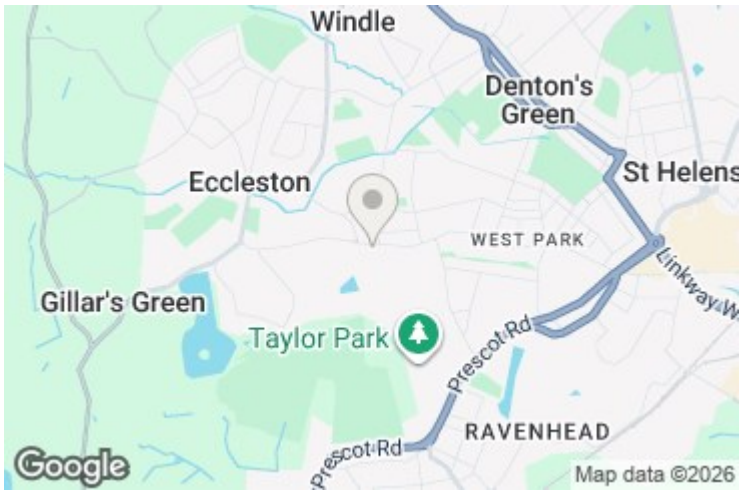 Windle
Denton's
Green
Eccleston
St Helens
WEST PARK
Linkway W
Gillar's Green
Taylor Park
Prescot Rd
RAVENHEAD
Prescot Rd
Google
Map data ©2026